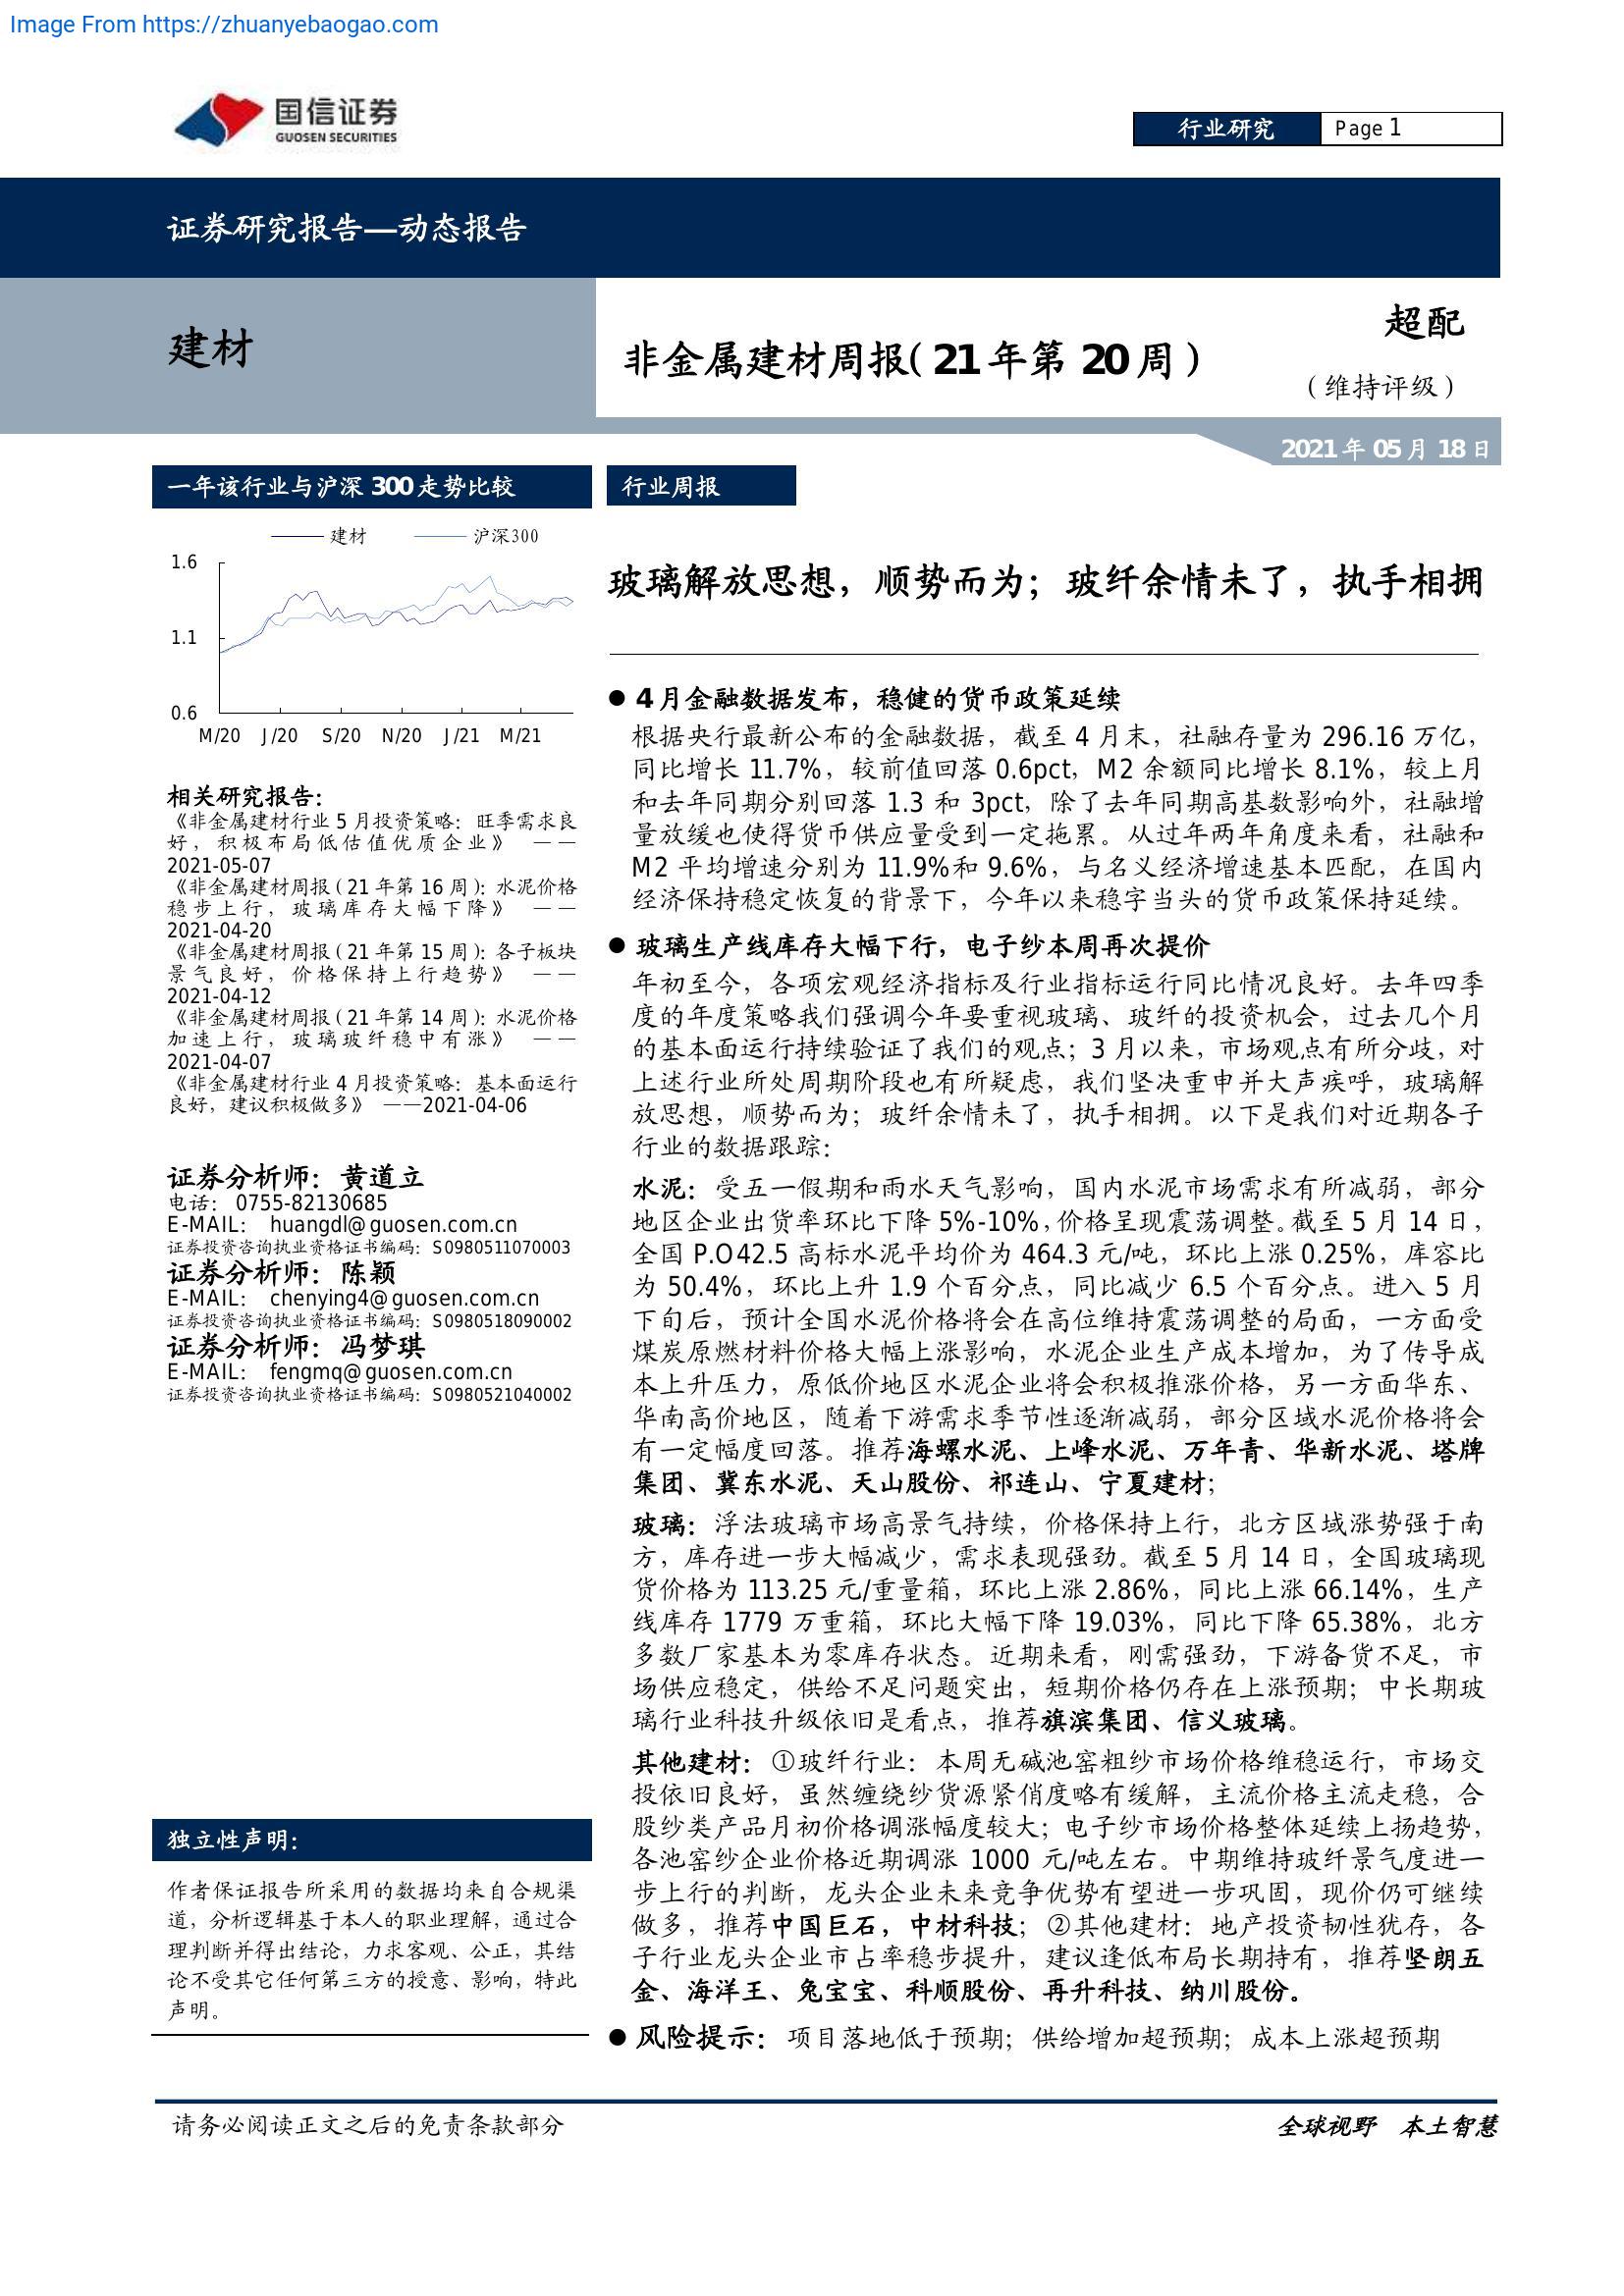 Image From https://zhuanyebaogao.com
国信证券
GUOSEN SECURITIES
行业研究
Page 1
证券研究报告—动态报告
建材
非金属建材周报(21年第20周)
超配
(维持评级)
2021年05月18日
一年该行业与沪深300走势比较
建材 沪深300
1.6
1.1
0.6
M/20 J/20 S/20 N/20 J/21 M/21
相关研究报告:
《非金属建材行业5月投资策略:旺季需求良
好,积极布局低估值优质企业》 ——
2021-05-07
《非金属建材周报(21年第16周):水泥价格
稳步上行,玻璃库存大幅下降》 ——
2021-04-20
《非金属建材周报(21年第15周):各子板块
景气良好,价格保持上行趋势》 ——
2021-04-12
《非金属建材周报(21年第14周):水泥价格
加速上行,玻璃玻纤稳中有涨》 ——
2021-04-07
《非金属建材行业4月投资策略:基本面运行
良好,建议积极做多》 ——2021-04-06
证券分析师:黄道立
电话: 0755-82130685
E-MAIL: huangdl@guosen.com.cn
证券投资咨询执业资格证书编码:S0980511070003
证券分析师:陈颖
E-MAIL: chenying4@guosen.com.cn
证券投资咨询执业资格证书编码:S0980518090002
证券分析师:冯梦琪
E-MAIL: fengmq@guosen.com.cn
证券投资咨询执业资格证书编码:S0980521040002
独立性声明:
作者保证报告所采用的数据均来自合规渠
道,分析逻辑基于本人的职业理解,通过合
理判断并得出结论,力求客观、公正,其结
论不受其它任何第三方的授意、影响,特此
声明。
行业周报
玻璃解放思想,顺势而为;玻纤余情未了,执手相拥
● 4月金融数据发布,稳健的货币政策延续
根据央行最新公布的金融数据,截至4月末,社融存量为296.16万亿,
同比增长11.7%,较前值回落0.6pct,M2余额同比增长8.1%,较上月
和去年同期分别回落1.3和3pct,除了去年同期高基数影响外,社融增
量放缓也使得货币供应量受到一定拖累。从过年两年角度来看,社融和
M2平均增速分别为11.9%和9.6%,与名义经济增速基本匹配,在国内
经济保持稳定恢复的背景下,今年以来稳字当头的货币政策保持延续。
● 玻璃生产线库存大幅下行,电子纱本周再次提价
年初至今,各项宏观经济指标及行业指标运行同比情况良好。去年四季
度的年度策略我们强调今年要重视玻璃、玻纤的投资机会,过去几个月
的基本面运行持续验证了我们的观点;3月以来,市场观点有所分歧,对
上述行业所处周期阶段也有所疑虑,我们坚决重申并大声疾呼,玻璃解
放思想,顺势而为;玻纤余情未了,执手相拥。以下是我们对近期各子
行业的数据跟踪:
水泥:受五一假期和雨水天气影响,国内水泥市场需求有所减弱,部分
地区企业出货率环比下降5%-10%,价格呈现震荡调整。截至5月14日,
全国P.O42.5高标水泥平均价为464.3元/吨,环比上涨0.25%,库容比
为50.4%,环比上升1.9个百分点,同比减少6.5个百分点。进入5月
下旬后,预计全国水泥价格将会在高位维持震荡调整的局面,一方面受
煤炭原燃材料价格大幅上涨影响,水泥企业生产成本增加,为了传导成
本上升压力,原低价地区水泥企业将会积极推涨价格,另一方面华东、
华南高价地区,随着下游需求季节性逐渐减弱,部分区域水泥价格将会
有一定幅度回落。推荐海螺水泥、上峰水泥、万年青、华新水泥、塔牌
集团、冀东水泥、天山股份、祁连山、宁夏建材;
玻璃:浮法玻璃市场高景气持续,价格保持上行,北方区域涨势强于南
方,库存进一步大幅减少,需求表现强劲。截至5月14日,全国玻璃现
货价格为113.25元/重量箱,环比上涨2.86%,同比上涨66.14%,生产
线库存1779万重箱,环比大幅下降19.03%,同比下降65.38%,北方
多数厂家基本为零库存状态。近期来看,刚需强劲,下游备货不足,市
场供应稳定,供给不足问题突出,短期价格仍存在上涨预期;中长期玻
璃行业科技升级依旧是看点,推荐旗滨集团、信义玻璃。
其他建材:①玻纤行业:本周无碱池窑粗纱市场价格维稳运行,市场交
投依旧良好,虽然缠绕纱货源紧俏度略有缓解,主流价格主流走稳,合
股纱类产品月初价格调涨幅度较大;电子纱市场价格整体延续上扬趋势,
各池窑纱企业价格近期调涨1000元/吨左右。中期维持玻纤景气度进一
步上行的判断,龙头企业未来竞争优势有望进一步巩固,现价仍可继续
做多,推荐中国巨石,中材科技;②其他建材:地产投资韧性犹存,各
子行业龙头企业市占率稳步提升,建议逢低布局长期持有,推荐坚朗五
金、海洋王、兔宝宝、科顺股份、再升科技、纳川股份。
● 风险提示:项目落地低于预期;供给增加超预期;成本上涨超预期
请务必阅读正文之后的免责条款部分
全球视野 本土智慧